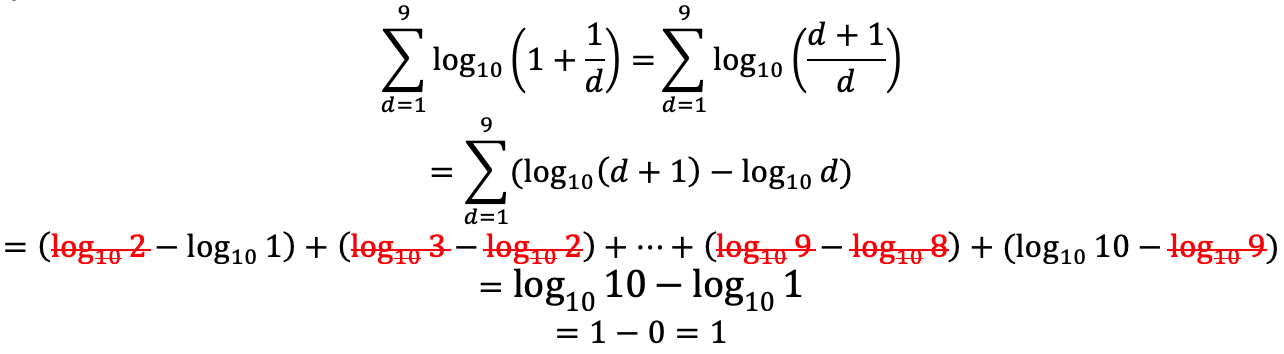 ∑_{d=1}^{9} log₁₀ (1 + 1/d) = ∑_{d=1}^{9} log₁₀ ((d + 1)/d)
= ∑_{d=1}^{9} (log₁₀(d + 1) − log₁₀ d)
= (log₁₀ 2 − log₁₀ 1) + (log₁₀ 3 − log₁₀ 2) + ⋯ + (log₁₀ 9 − log₁₀ 8) + (log₁₀ 10 − log₁₀ 9)
= log₁₀ 10 − log₁₀ 1
= 1 − 0 = 1